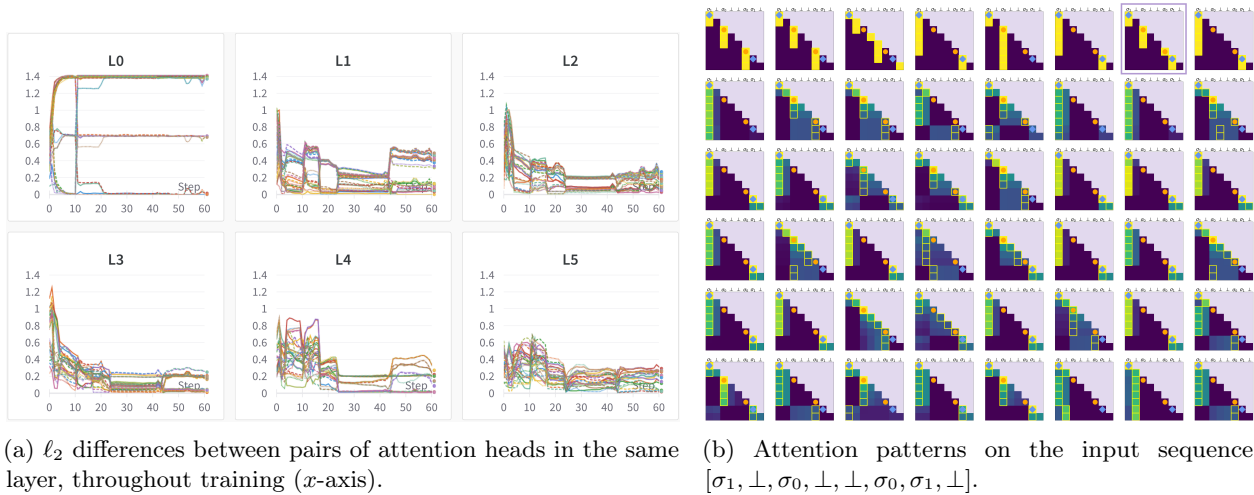 L0
L1
L2
1.4
1.2
1
0.8
0.6
0.4
0.2
0
Step
0 10 20 30 40 50 60
1.4
1.2
1
0.8
0.6
0.4
0.2
0
Step
0 10 20 30 40 50 60
1.4
1.2
1
0.8
0.6
0.4
0.2
0
Step
0 10 20 30 40 50 60
L3
L4
L5
1.4
1.2
1
0.8
0.6
0.4
0.2
0
Step
0 10 20 30 40 50 60
1.4
1.2
1
0.8
0.6
0.4
0.2
0
Step
0 10 20 30 40 50 60
1.4
1.2
1
0.8
0.6
0.4
0.2
0
Step
0 10 20 30 40 50 60
(a) ℓ₂ differences between pairs of attention heads in the same
layer, throughout training (x-axis).
(b) Attention patterns on the input sequence
[σ₁, ⊥, σ₀, ⊥, ⊥, σ₀, σ₁, ⊥].